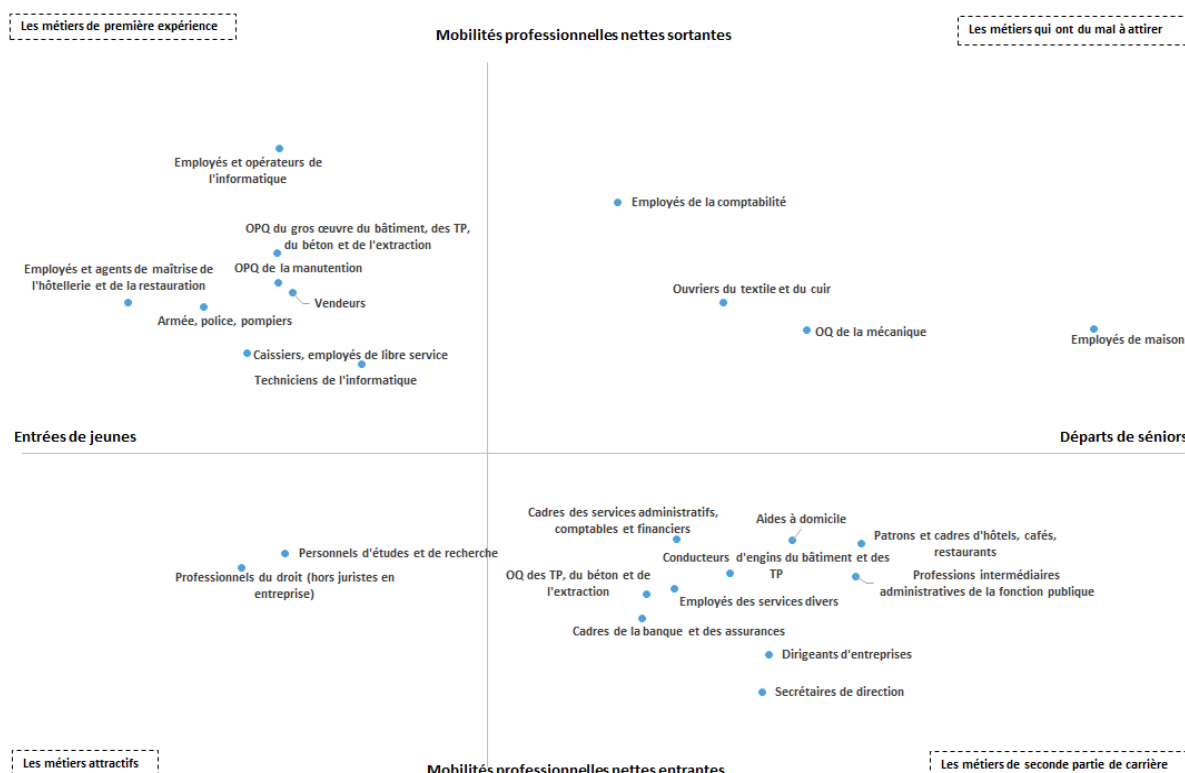 Les métiers de première expérience
Les métiers qui ont du mal à attirer
Mobilités professionnelles nettes sortantes
Employés et opérateurs de
l'informatique
Employés de la comptabilité
OPQ du gros œuvre du bâtiment, des TP,
du béton et de l'extraction
Employés et agents de maîtrise de
l'hôtellerie et de la restauration
OPQ de la manutention
Vendeurs
Armée, police, pompiers
Ouvriers du textile et du cuir
OQ de la mécanique
Employés de maison
Caissiers, employés de libre service
Techniciens de l'informatique
Entrées de jeunes
Départs de séniors
Cadres des services administratifs,
comptables et financiers
Aides à domicile
Patrons et cadres d'hôtels, cafés,
restaurants
Personnels d'études et de recherche
Conducteurs d'engins du bâtiment et des
TP
Professionnels du droit (hors juristes en
entreprise)
OQ des TP, du béton et de
l'extraction
Professions intermédiaires
administratives de la fonction publique
Employés des services divers
Cadres de la banque et des assurances
Dirigeants d'entreprises
Secrétaires de direction
Les métiers attractifs
Mobilités professionnelles nettes entrantes
Les métiers de seconde partie de carrière